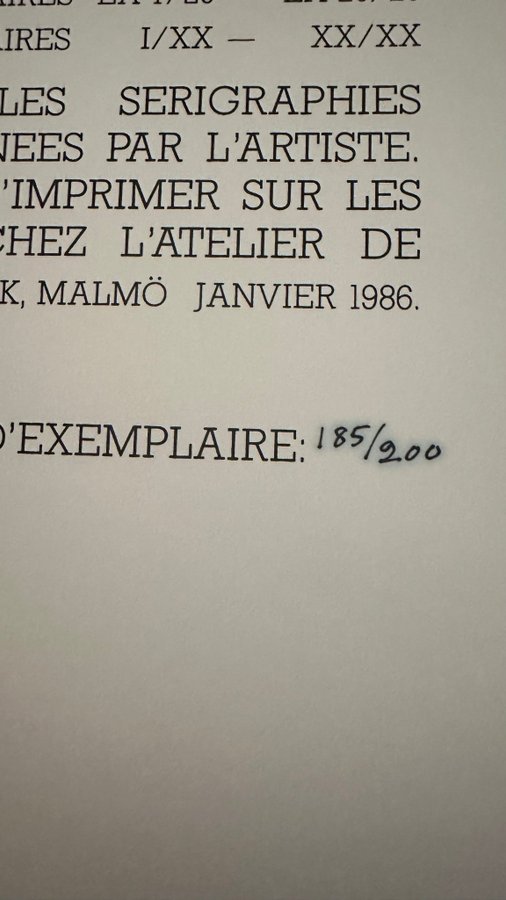 I/XX — XX/XX
LES SERIGRAPHIES
PAR L'ARTISTE.
'IMPRIMER SUR LES
CHEZ L'ATELIER DE
K, MALMÖ JANVIER 1986.
D'EXEMPLAIRE: 185/200